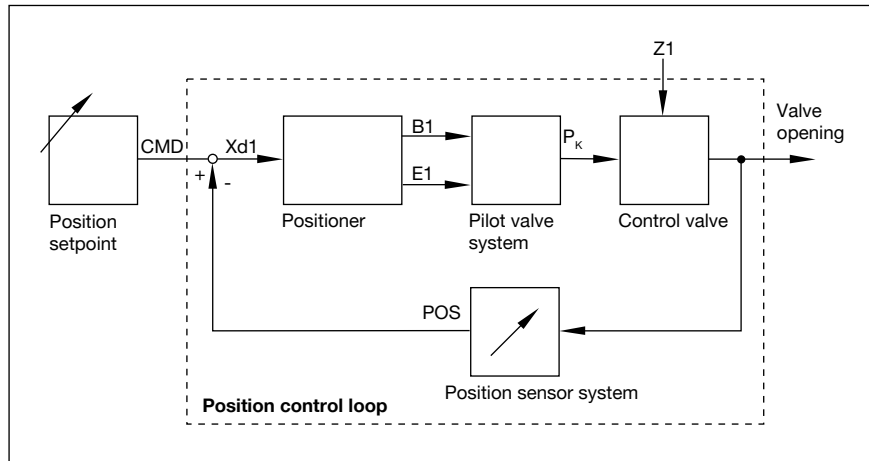 Z1
Valve
opening
CMD
Xd1
B1
E1
PK
+
-
Position
setpoint
Positioner
Pilot valve
system
Control valve
POS
Position sensor system
Position control loop